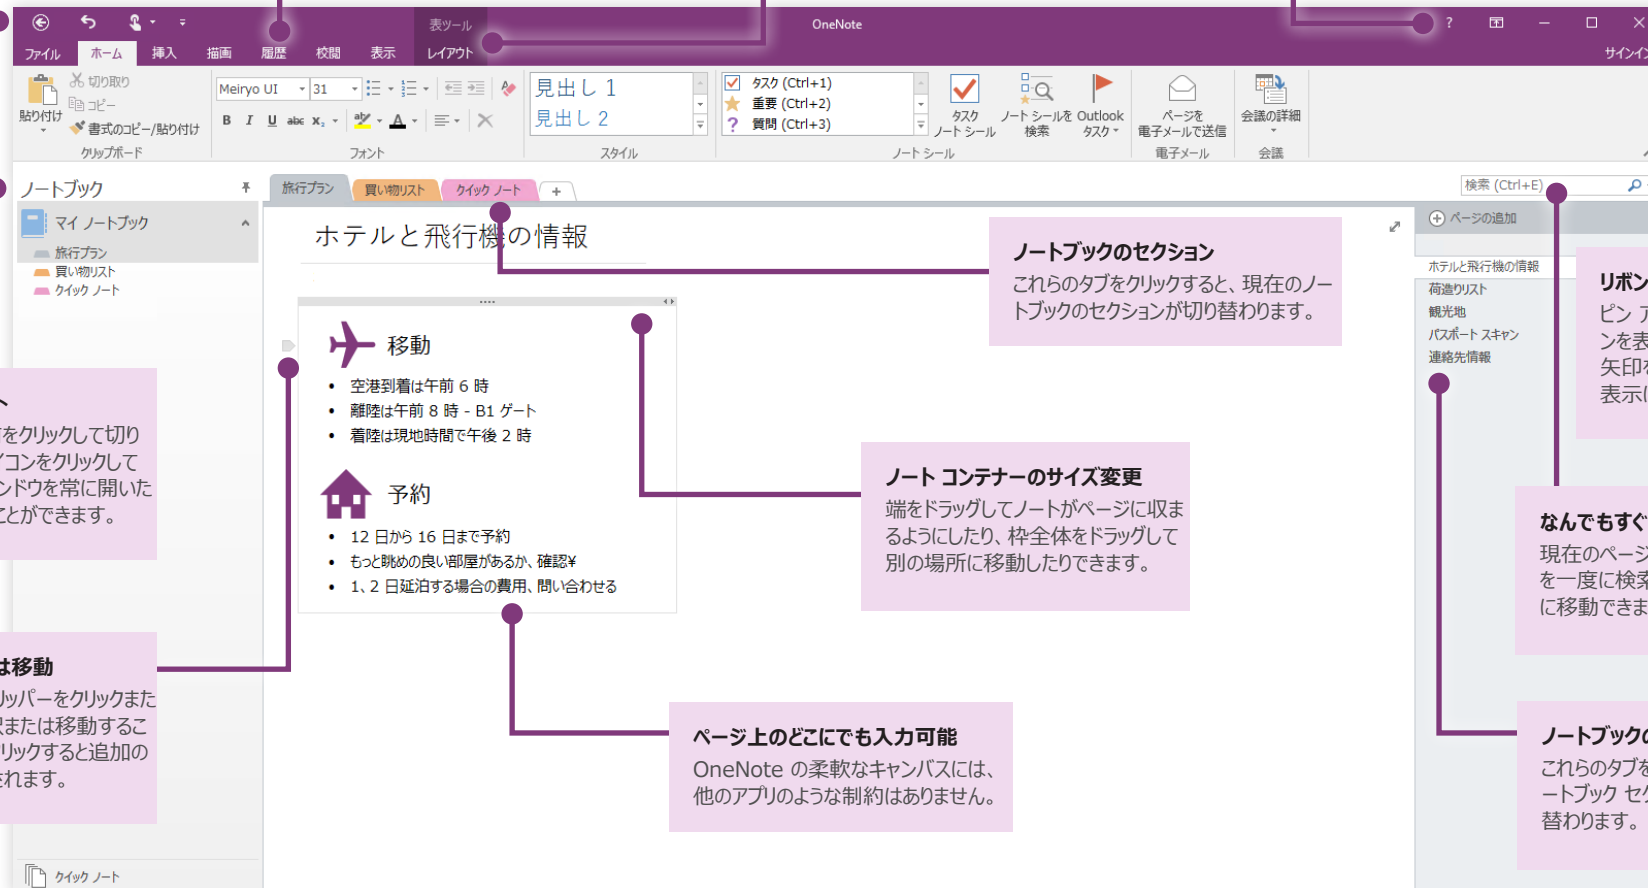 表ツール
OneNote
?
ファイル
ホーム
挿入
描画
履歴
校閲
表示
レイアウト
サインイン
貼り付け
切り取り
コピー
書式のコピー/貼り付け
クリップボード
Meiryo UI
31
B I U abc x₂ aby A
フォント
見出し 1
見出し 2
スタイル
タスク (Ctrl+1)
重要 (Ctrl+2)
? 質問 (Ctrl+3)
タスク
ノート シール
ノート シールを
検索
Outlook
タスク
ノート シール
ページを
電子メールで送信
電子メール
会議の詳細
会議
ノートブック
マイ ノートブック
旅行プラン
買い物リスト
クイック ノート
旅行プラン
買い物リスト
クイック ノート
+
検索 (Ctrl+E)
ページの追加
ホテルと飛行機の情報
荷造りリスト
観光地
パスポート スキャン
連絡先情報
ホテルと飛行機の情報
移動
• 空港到着は午前 6 時
• 離陸は午前 8 時 - B1 ゲート
• 着陸は現地時間で午後 2 時
予約
• 12 日から 16 日まで予約
• もっと眺めの良い部屋があるか、確認¥
• 1、2 日延泊する場合の費用、問い合わせる
ノートブックのセクション
これらのタブをクリックすると、現在のノー
トブックのセクションが切り替わります。
ノート コンテナーのサイズ変更
端をドラッグしてノートがページに収ま
るようにしたり、枠全体をドラッグして
別の場所に移動したりできます。
ページ上のどこにでも入力可能
OneNote の柔軟なキャンバスには、
他のアプリのような制約はありません。
ト
をクリックして切り
イコンをクリックして
ンドウを常に開いた
ことができます。
は移動
リッパーをクリックまた
または移動するこ
リックすると追加の
されます。
クイック ノート
リボン
ピン ア
ンを表
矢印を
表示に
なんでもすぐ
現在のページ
を一度に検索
に移動できま
ノートブックの
これらのタブを
ートブック セク
替わります。